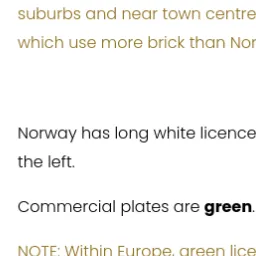 suburbs and near town centre
which use more brick than Nor
Norway has long white licence
the left.
Commercial plates are green.
NOTE: Within Europe, green lice